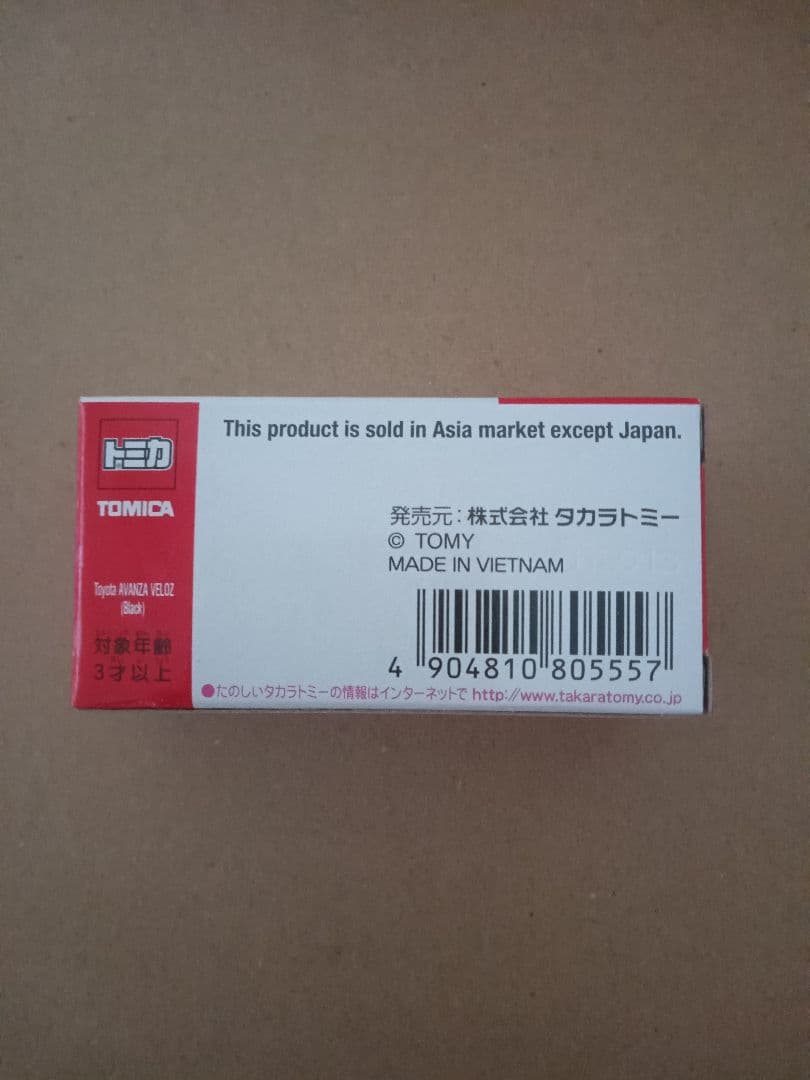 トミカ
TOMICA
Toyota AVANZA VELOZ
(Black)
対象年齢
3才以上
This product is sold in Asia market except Japan.
発売元：株式会社 タカラトミー
© TOMY
MADE IN VIETNAM
4 904810 805557
●たのしいタカラトミーの情報はインターネットで http://www.takaratomy.co.jp